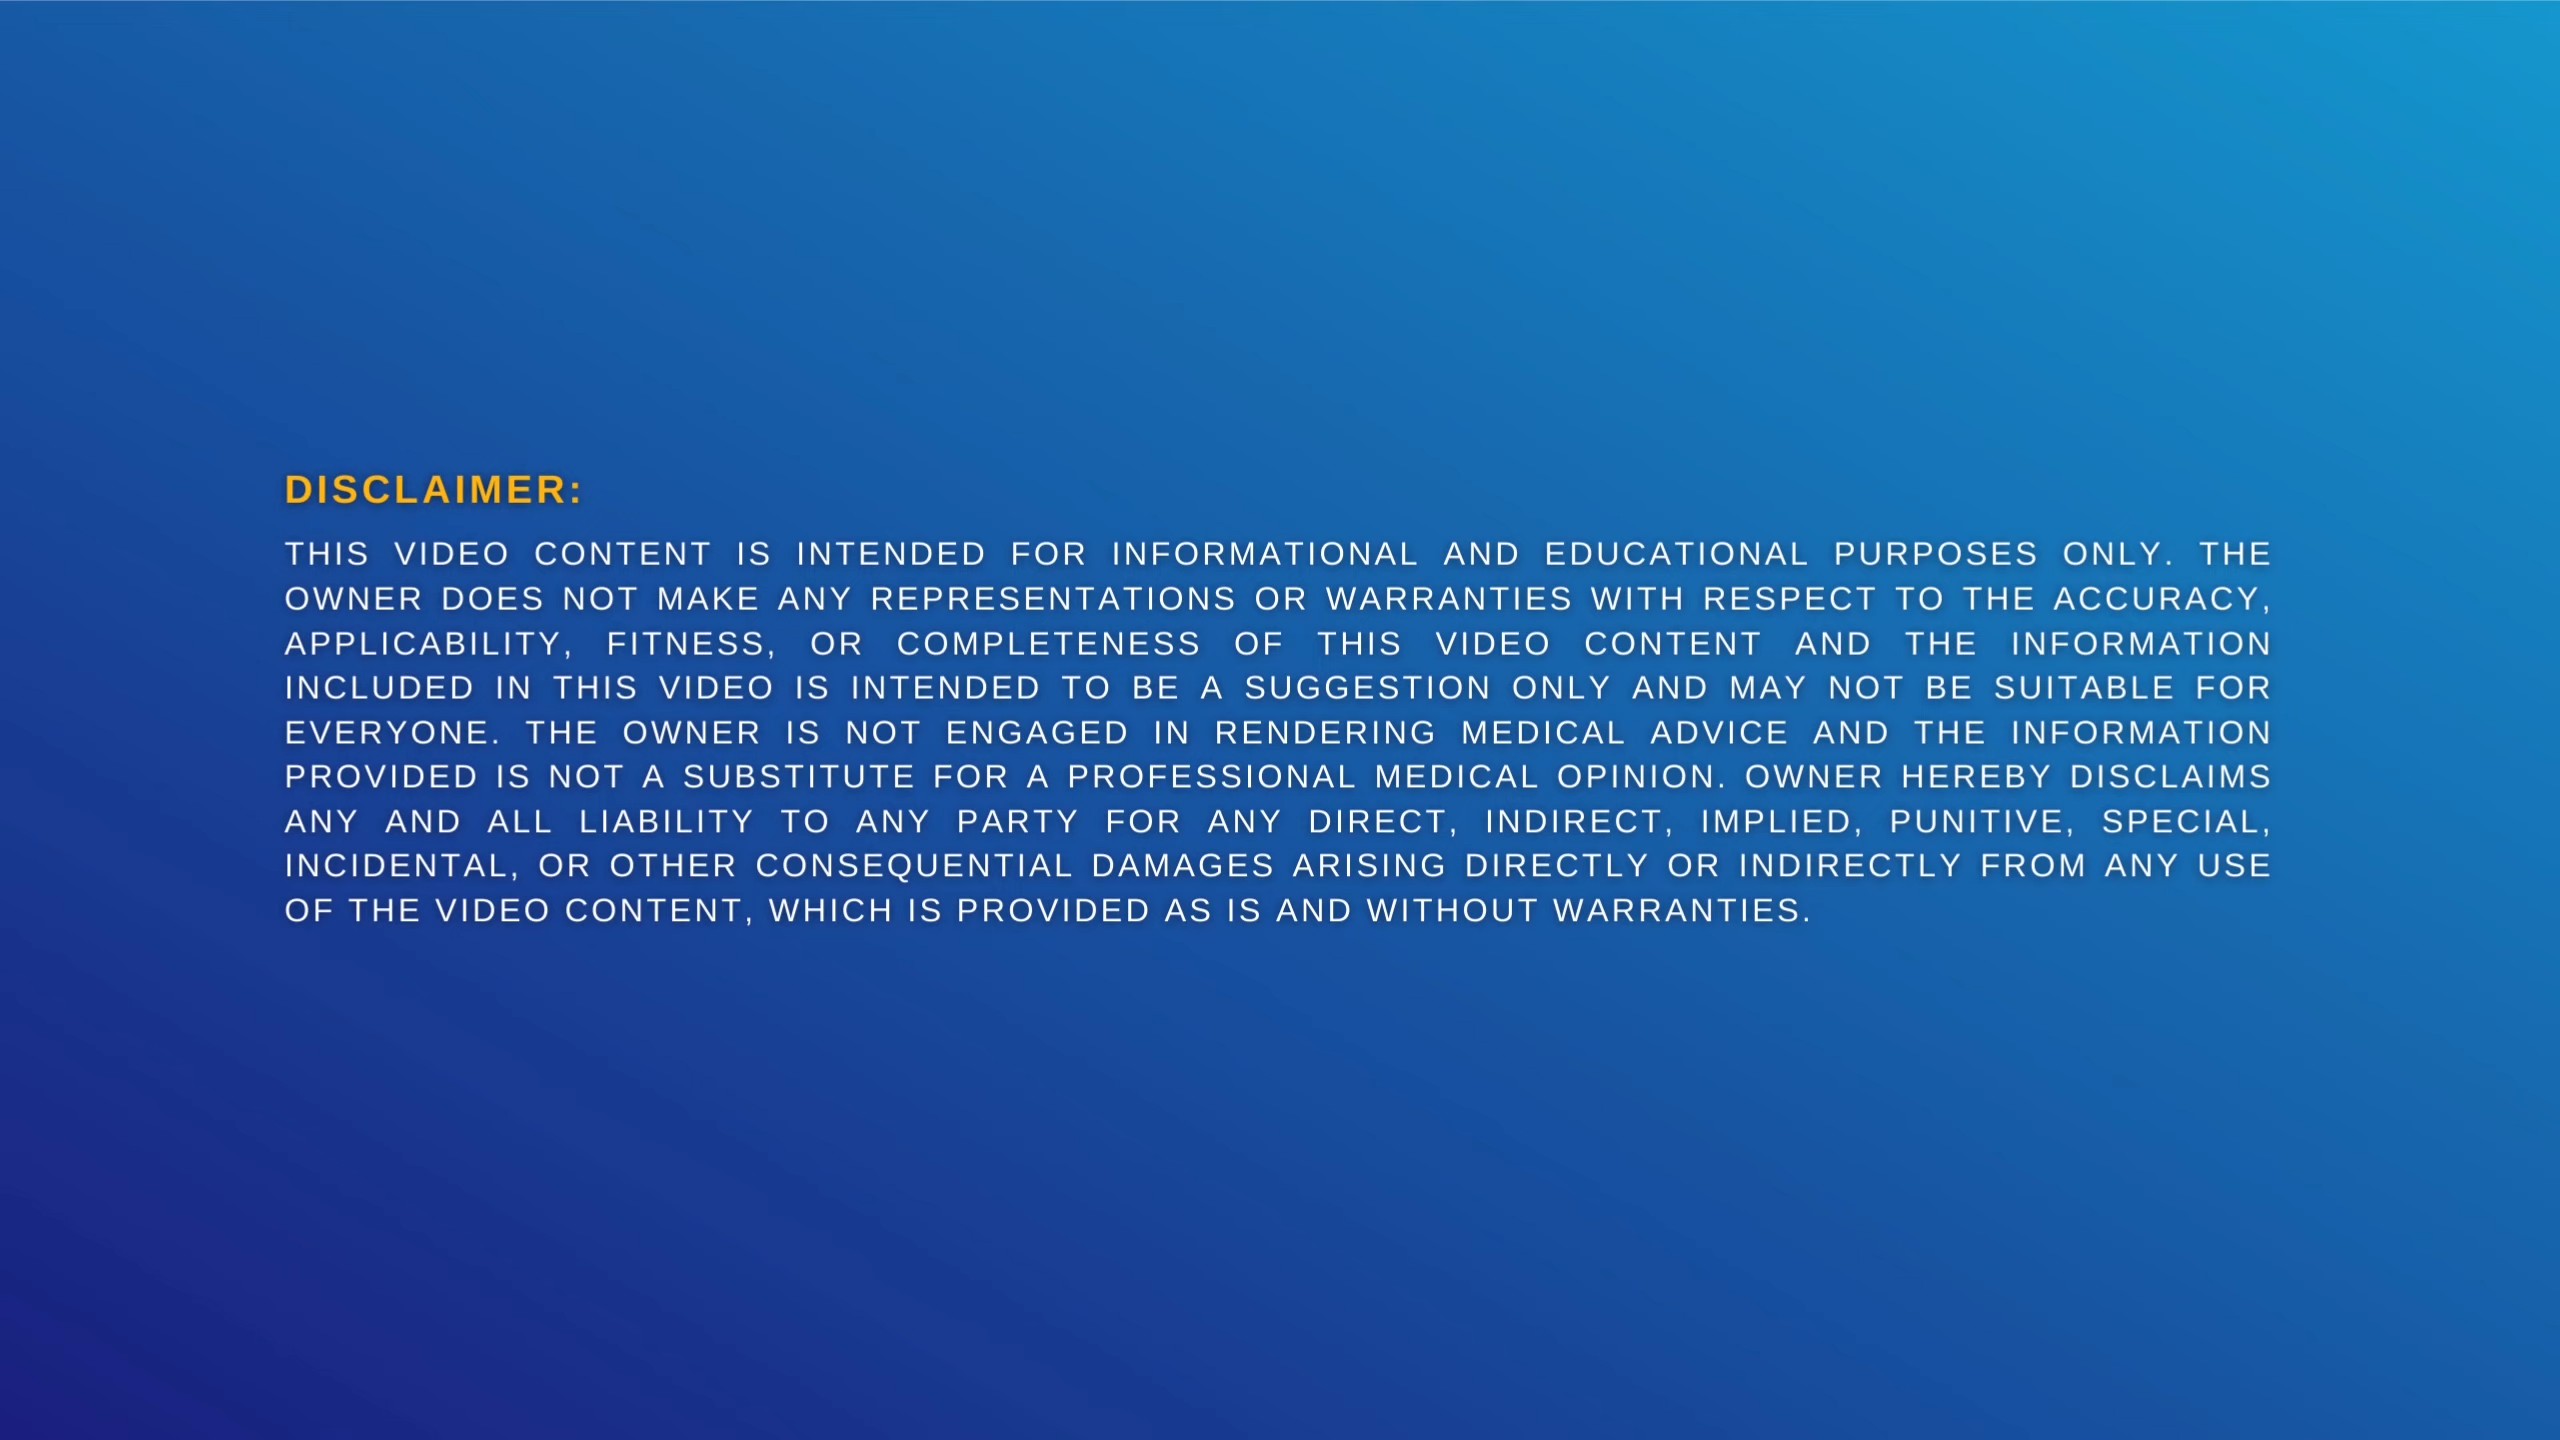 DISCLAIMER:
THIS VIDEO CONTENT IS INTENDED FOR INFORMATIONAL AND EDUCATIONAL PURPOSES ONLY. THE
OWNER DOES NOT MAKE ANY REPRESENTATIONS OR WARRANTIES WITH RESPECT TO THE ACCURACY,
APPLICABILITY, FITNESS, OR COMPLETENESS OF THIS VIDEO CONTENT AND THE INFORMATION
INCLUDED IN THIS VIDEO IS INTENDED TO BE A SUGGESTION ONLY AND MAY NOT BE SUITABLE FOR
EVERYONE. THE OWNER IS NOT ENGAGED IN RENDERING MEDICAL ADVICE AND THE INFORMATION
PROVIDED IS NOT A SUBSTITUTE FOR A PROFESSIONAL MEDICAL OPINION. OWNER HEREBY DISCLAIMS
ANY AND ALL LIABILITY TO ANY PARTY FOR ANY DIRECT, INDIRECT, IMPLIED, PUNITIVE, SPECIAL,
INCIDENTAL, OR OTHER CONSEQUENTIAL DAMAGES ARISING DIRECTLY OR INDIRECTLY FROM ANY USE
OF THE VIDEO CONTENT, WHICH IS PROVIDED AS IS AND WITHOUT WARRANTIES.